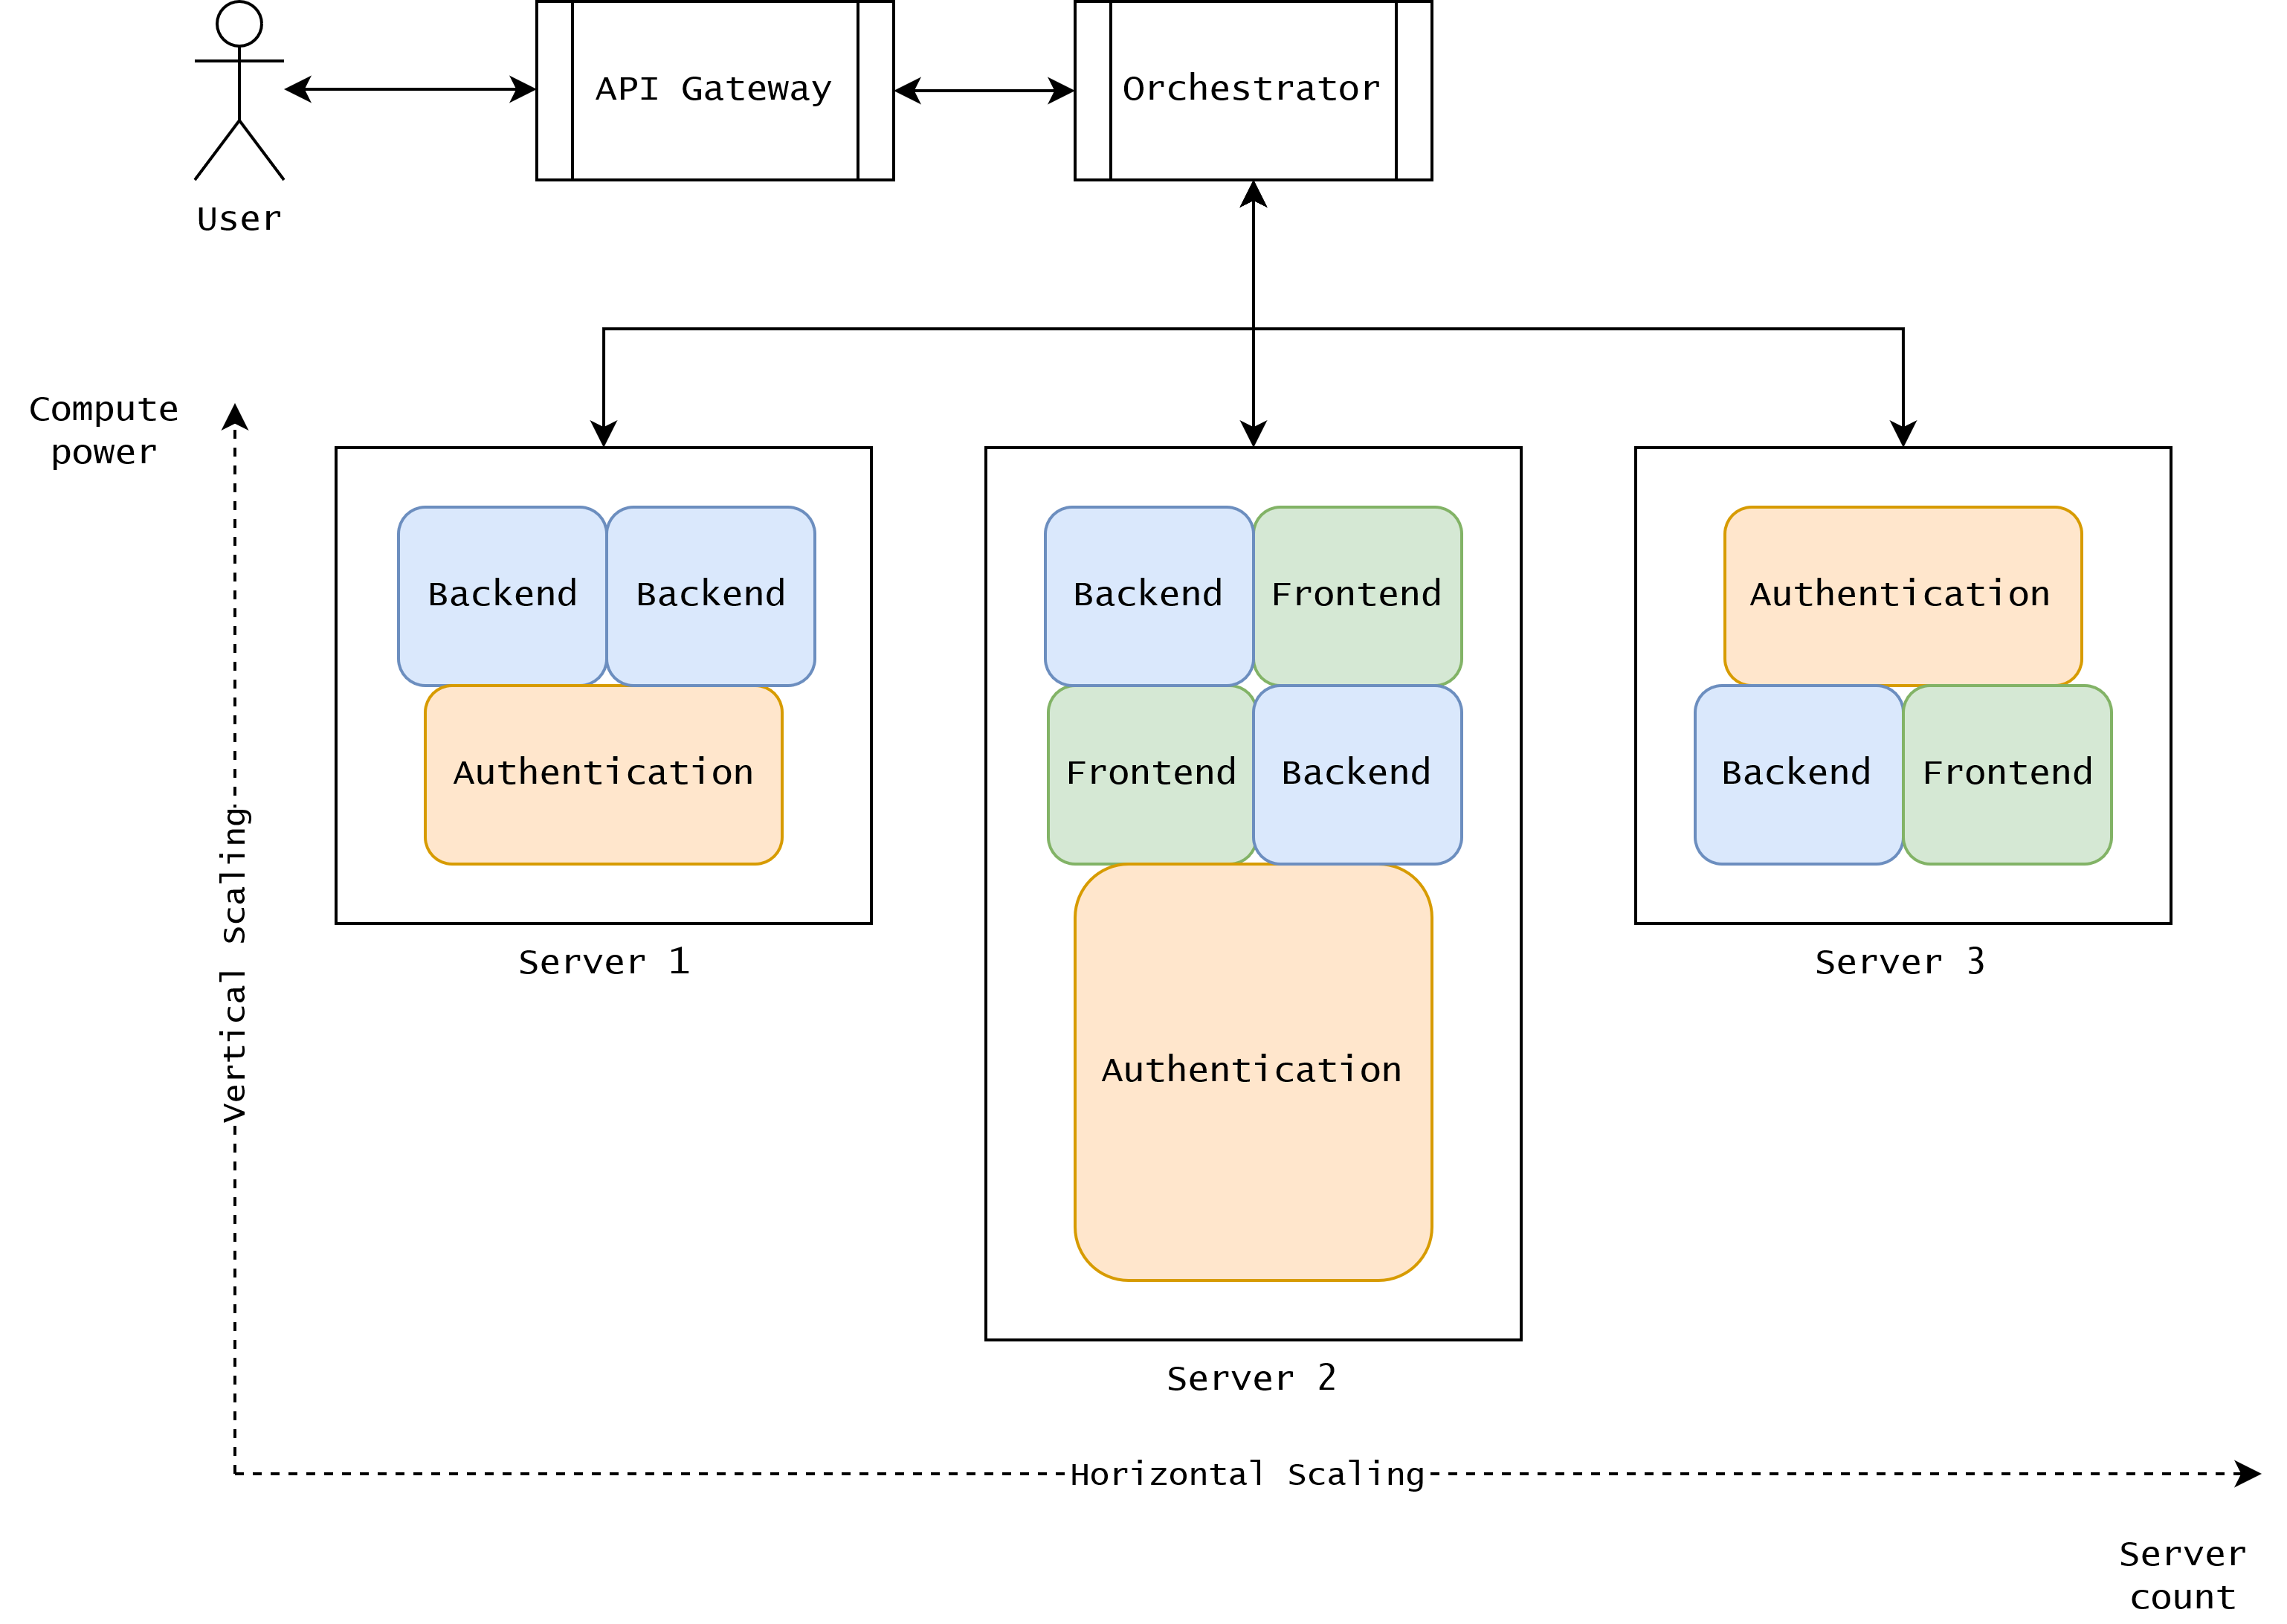 API Gateway
Orchestrator
User
Compute
power
Backend
Backend
Backend
Frontend
Authentication
Authentication
Frontend
Backend
Backend
Frontend
Vertical scaling
Server 1
Server 3
Authentication
Server 2
Horizontal Scaling
Server
count